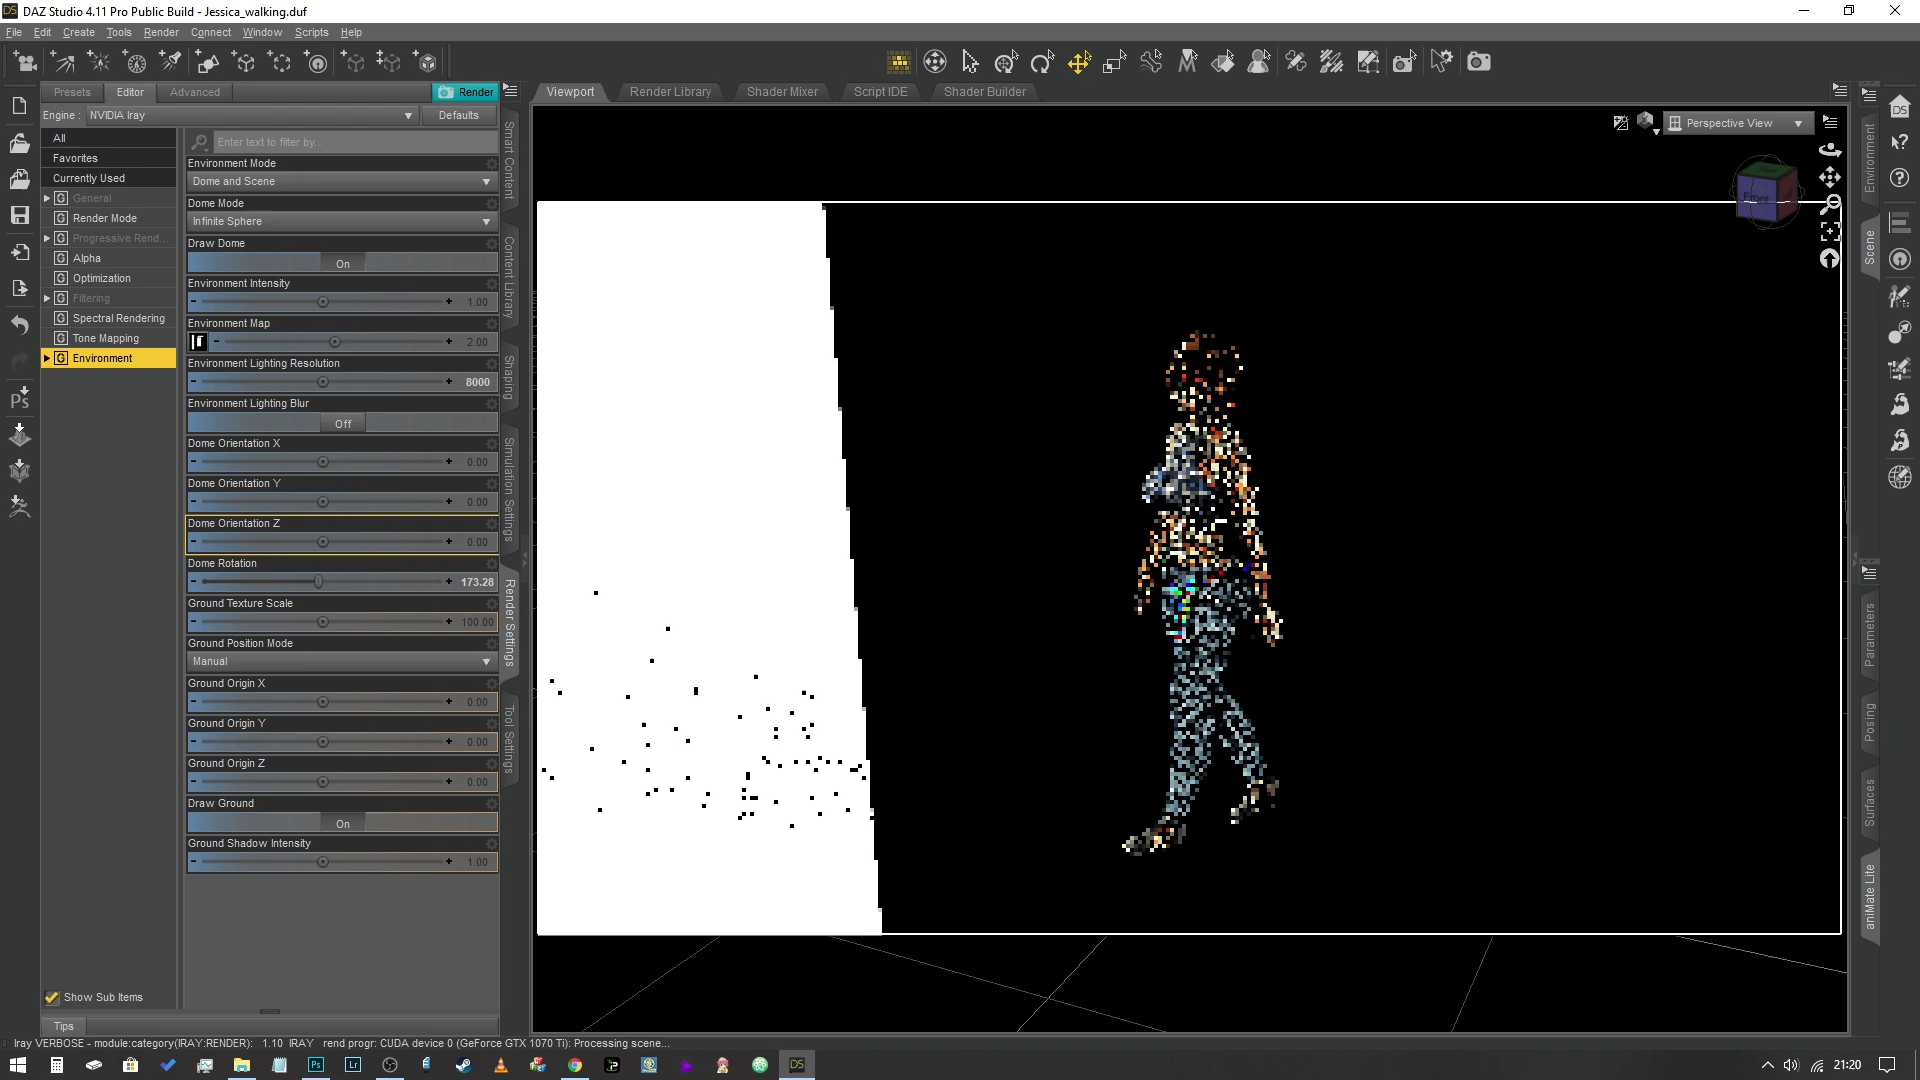 DAZ Studio 4.11 Pro Public Build - Jessica_walking.duf
File Edit Create Tools Render Connect Window Scripts Help
Presets Editor Advanced Render
Viewport Render Library Shader Mixer Script IDE Shader Builder
Engine : NVIDIA Iray Defaults
Perspective View
All
Favorites
Currently Used
General
Render Mode
Progressive Rend...
Alpha
Optimization
Filtering
Spectral Rendering
Tone Mapping
Environment
Enter text to filter by...
Environment Mode
Dome and Scene
Dome Mode
Infinite Sphere
Draw Dome
On
Environment Intensity
1.00
Environment Map
2.00
Environment Lighting Resolution
8000
Environment Lighting Blur
Off
Dome Orientation X
0.00
Dome Orientation Y
0.00
Dome Orientation Z
0.00
Dome Rotation
173.28
Ground Texture Scale
100.00
Ground Position Mode
Manual
Ground Origin X
0.00
Ground Origin Y
0.00
Ground Origin Z
0.00
Draw Ground
On
Ground Shadow Intensity
1.00
Smart Content
Content Library
Shaping
Simulation Settings
Render Settings
Tool Settings
Environment
Scene
Parameters
Posing
Surfaces
aniMate Lite
Show Sub Items
Tips
Iray VERBOSE - module:category(IRAY:RENDER): 1.10 IRAY rend progr: CUDA device 0 (GeForce GTX 1070 Ti): Processing scene...
21:20